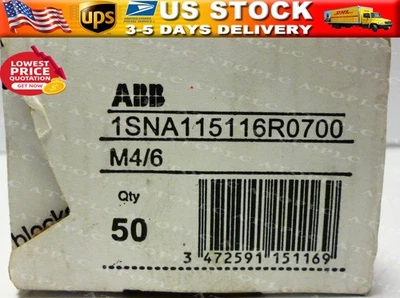 ups
US STOCK
3-5 DAYS DELIVERY
LOWEST
PRICE
QUOTATION
GET NOW
ABB
1SNA115116R0700
M4/6
Qty
50
block
3 472591 151169